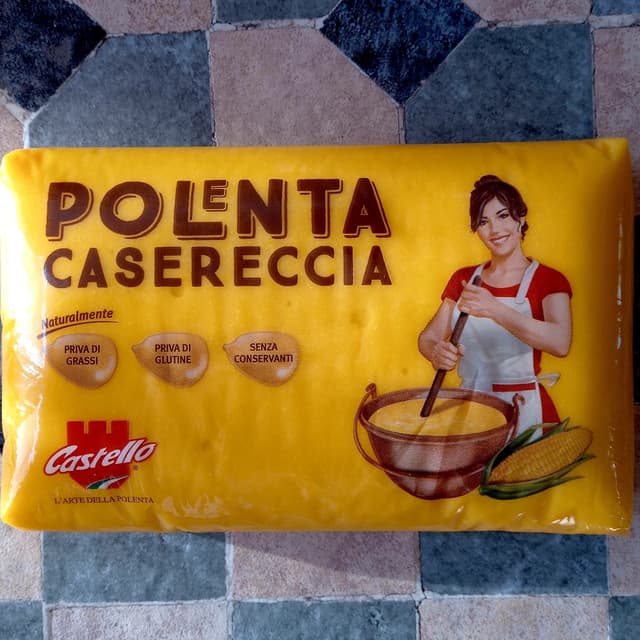 POLENTA
CASERECCIA
Naturalmente
PRIVA DI
GRASSI
PRIVA DI
GLUTINE
SENZA
CONSERVANTI
Castello®
L'ARTE DELLA POLENTA